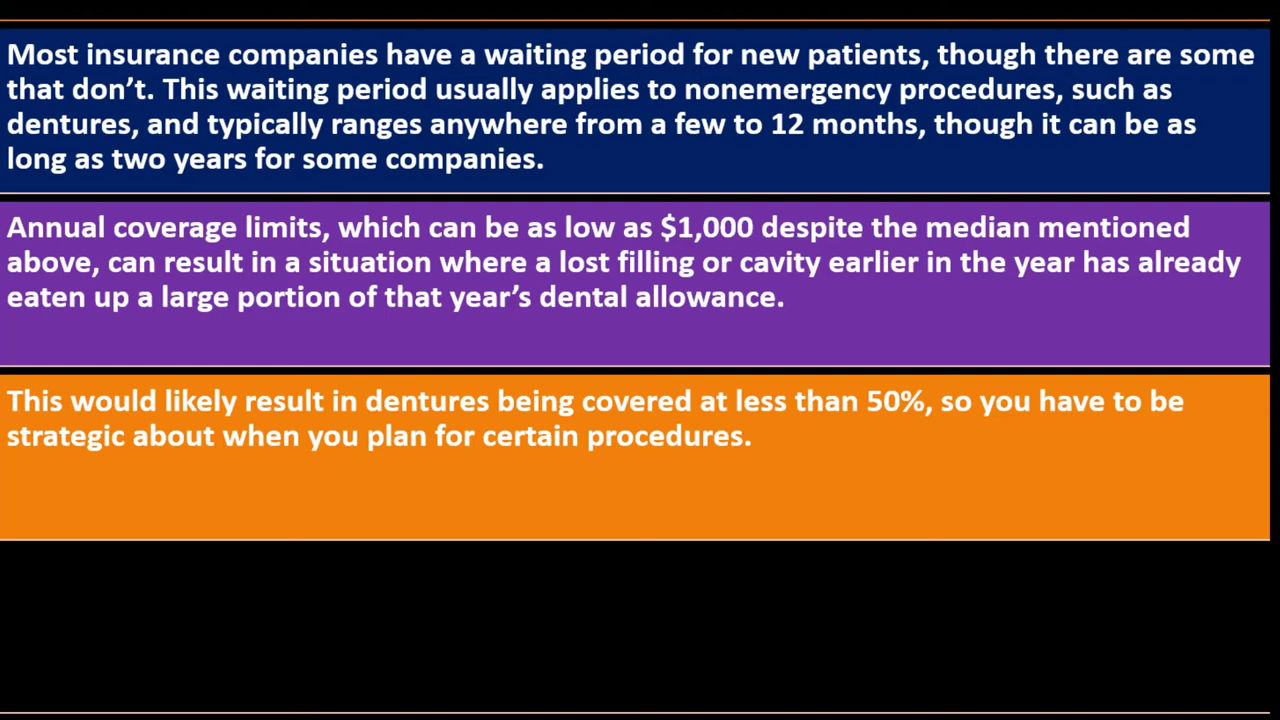 Most insurance companies have a waiting period for new patients, though there are some
that don’t. This waiting period usually applies to nonemergency procedures, such as
dentures, and typically ranges anywhere from a few to 12 months, though it can be as
long as two years for some companies.
Annual coverage limits, which can be as low as $1,000 despite the median mentioned
above, can result in a situation where a lost filling or cavity earlier in the year has already
eaten up a large portion of that year’s dental allowance.
This would likely result in dentures being covered at less than 50%, so you have to be
strategic about when you plan for certain procedures.